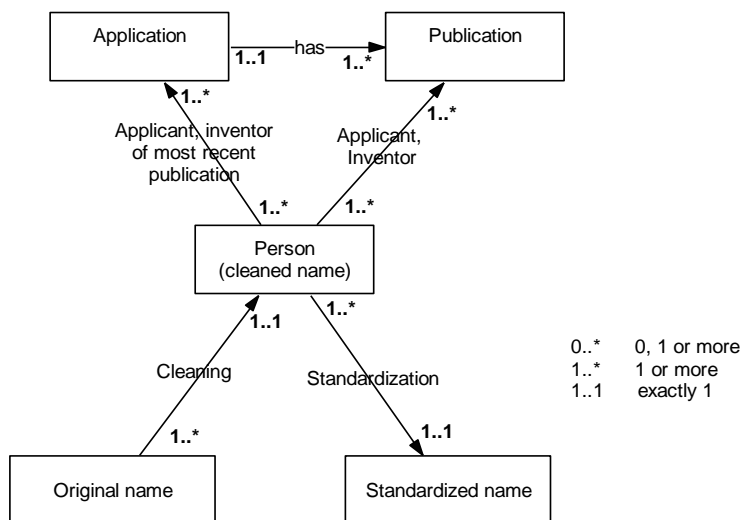 Application
Publication
1..1
has
1..*
1..*
1..*
Applicant, inventor
of most recent
publication
Applicant,
Inventor
1..*
1..*
Person
(cleaned name)
1..1
1..*
Cleaning
Standardization
1..*
1..1
Original name
Standardized name
0..* 0, 1 or more
1..* 1 or more
1..1 exactly 1